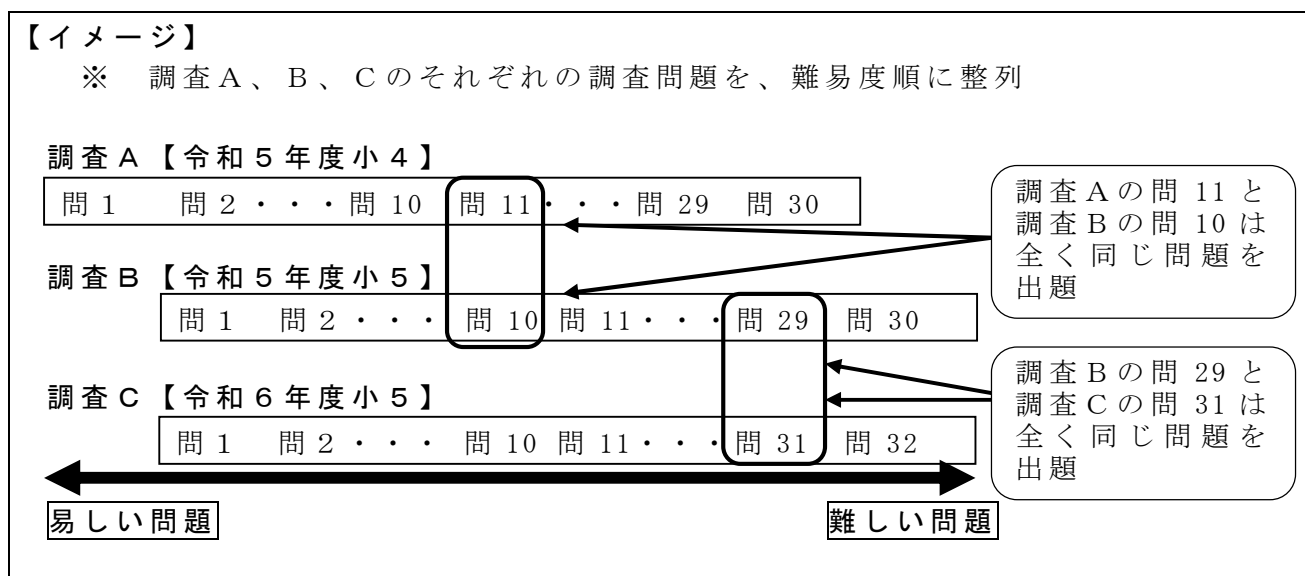 【イメージ】
※　調査Ａ、Ｂ、Ｃのそれぞれの調査問題を、難易度順に整列
調査Ａ【令和５年度小４】
問１　問２・・・問10　問11・・・問29　問30
調査Ａの問11と
調査Ｂの問10は
全く同じ問題を
出題
調査Ｂ【令和５年度小５】
問１　問２・・・　問10　問11・・・問29　問30
調査Ｂの問29と
調査Ｃの問31は
全く同じ問題を
出題
調査Ｃ【令和６年度小５】
問１　問２・・・　問10　問11・・・問31　問32
易しい問題　難しい問題